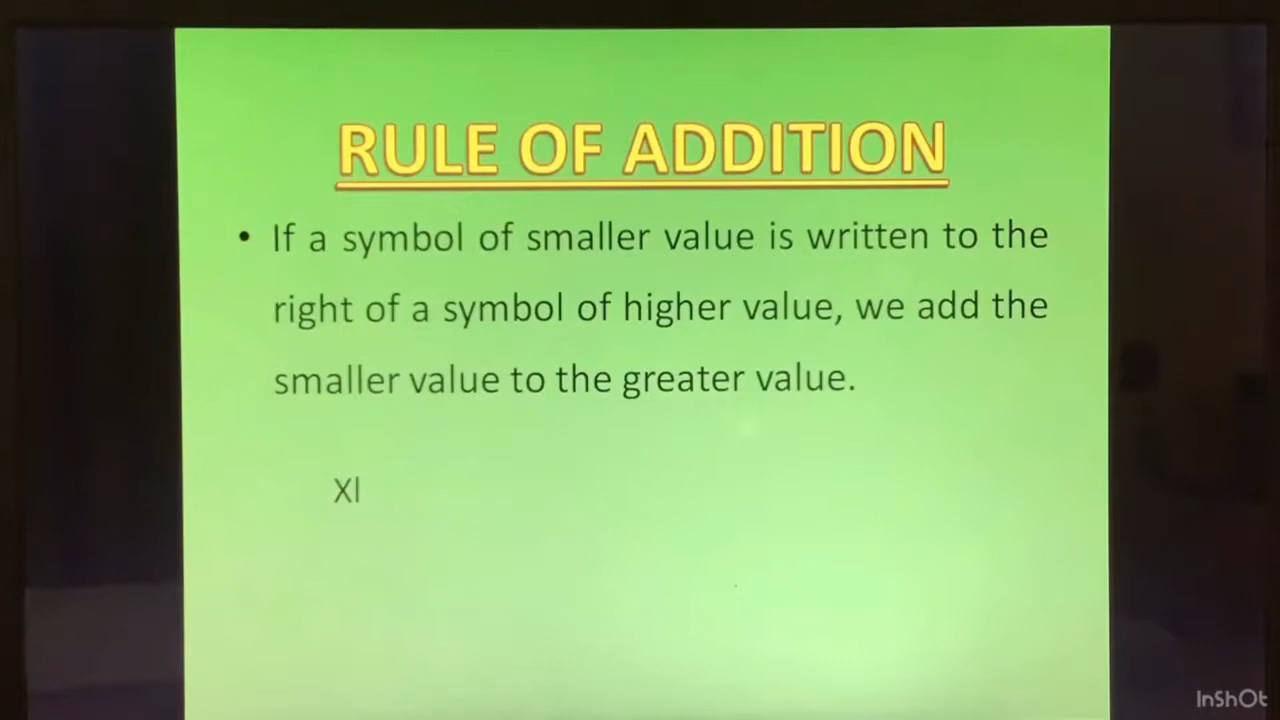 RULE OF ADDITION
• If a symbol of smaller value is written to the
right of a symbol of higher value, we add the
smaller value to the greater value.
XI
InShOt